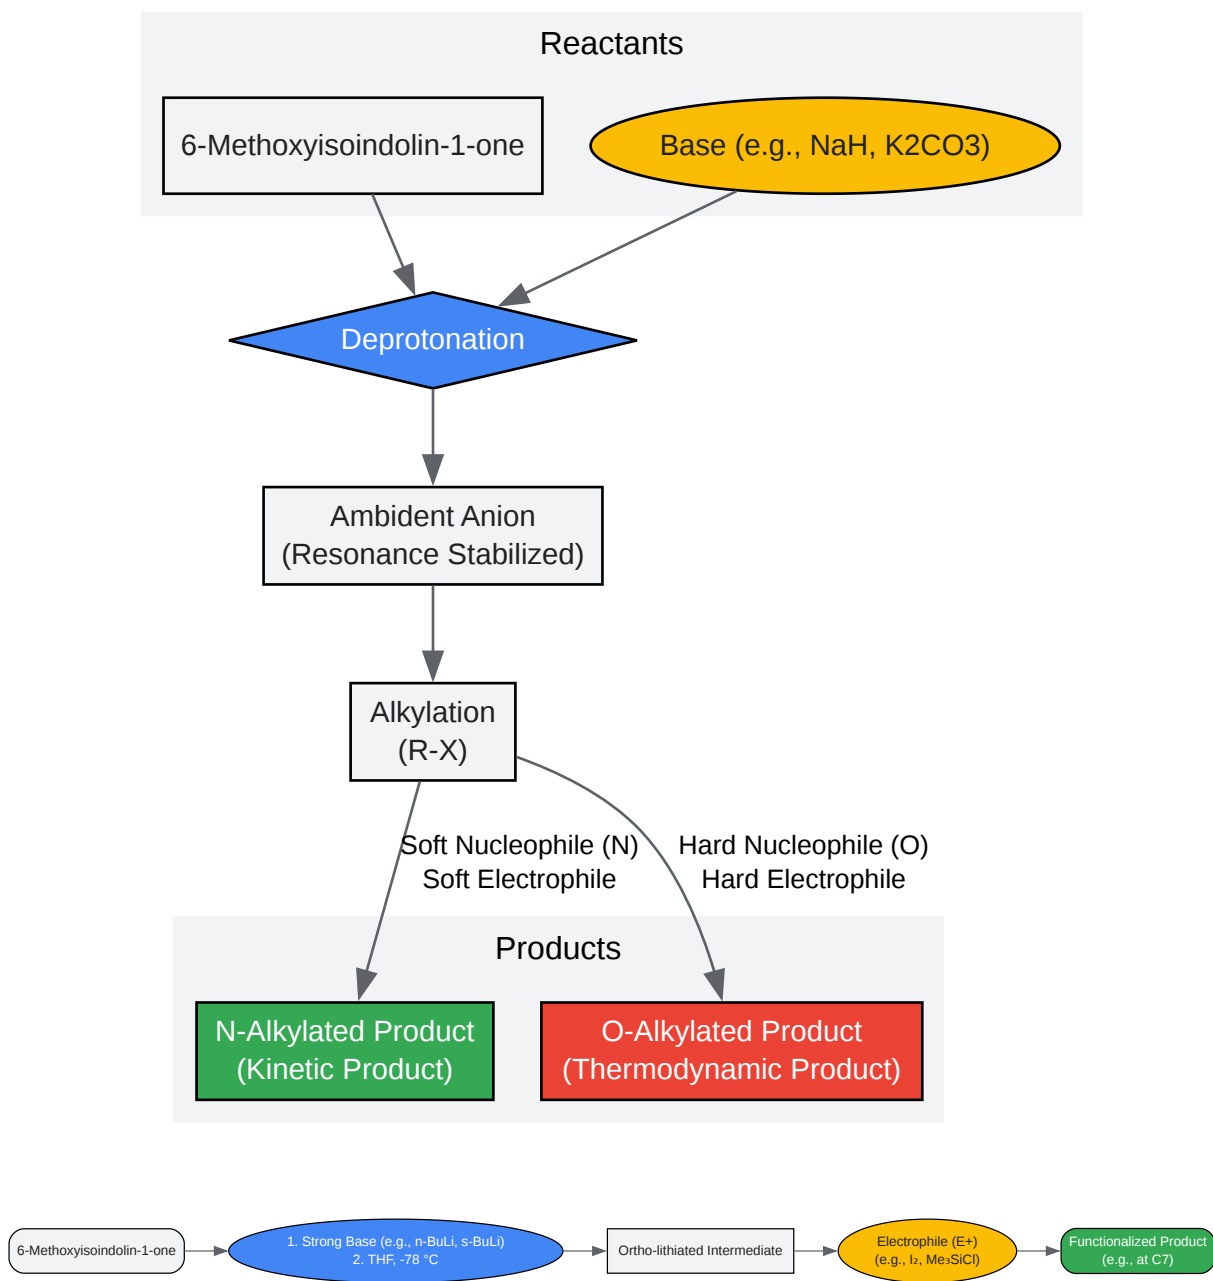 Reactants
6-Methoxyisoindolin-1-one
Base (e.g., NaH, K2CO3)
Deprotonation
Ambident Anion
(Resonance Stabilized)
Alkylation
(R-X)
Soft Nucleophile (N)
Soft Electrophile
Hard Nucleophile (O)
Hard Electrophile
Products
N-Alkylated Product
(Kinetic Product)
O-Alkylated Product
(Thermodynamic Product)
6-Methoxyisoindolin-1-one
1. Strong Base (e.g., n-BuLi, s-BuLi)
2. THF, -78 °C
Ortho-lithiated Intermediate
Electrophile (E+)
(e.g., I₂, Me₃SiCl)
Functionalized Product
(e.g., at C7)